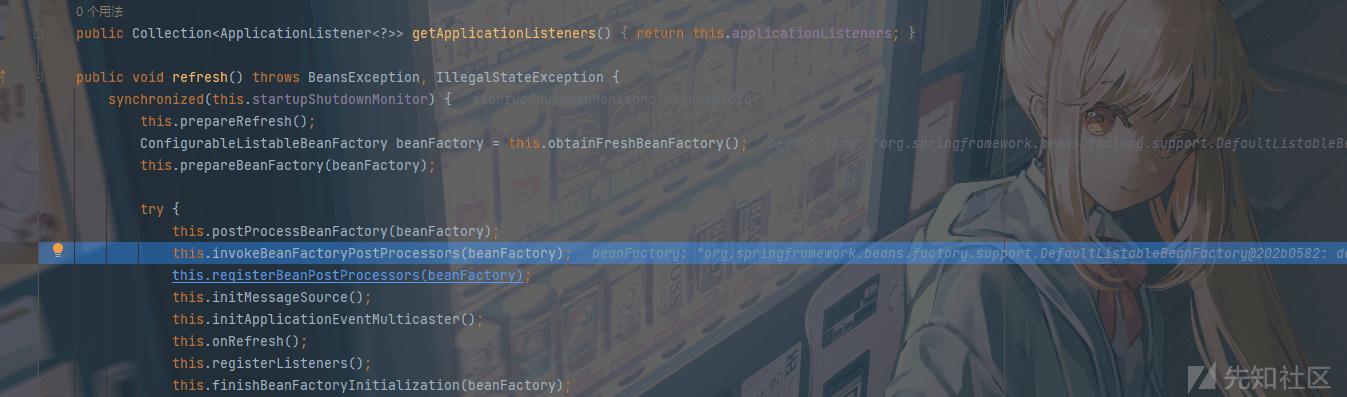 0 个用法
public Collection<ApplicationListener<?>> getApplicationListeners() { return this.applicationListeners; }
public void refresh() throws BeansException, IllegalStateException {
synchronized(this.startupShutdownMonitor) { startupShutdownMonitor: Object@1816
this.prepareRefresh();
ConfigurableListableBeanFactory beanFactory = this.obtainFreshBeanFactory(); beanFactory: "org.springframework.beans.factory.support.DefaultListableBe
this.prepareBeanFactory(beanFactory);
try {
this.postProcessBeanFactory(beanFactory);
this.invokeBeanFactoryPostProcessors(beanFactory); beanFactory: "org.springframework.beans.factory.support.DefaultListableBeanFactory@202b0582: de
this.registerBeanPostProcessors(beanFactory);
this.initMessageSource();
this.initApplicationEventMulticaster();
this.onRefresh();
this.registerListeners();
this.finishBeanFactoryInitialization(beanFactory);
先知社区